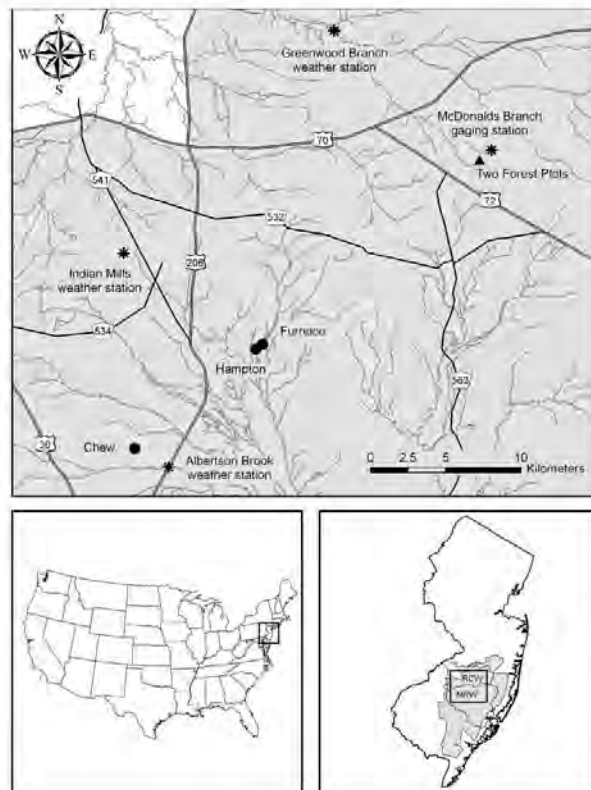 N
W E
S
Greenwood Branch
weather station
McDonalds Branch
gaging station
Two Forest Plots
70
541
532
72
206
Indian Mills
weather station
534
Furnace
Hampton
563
30
Chew
Albertson Brook
weather station
0 2.5 5 10
Kilometers
RCW